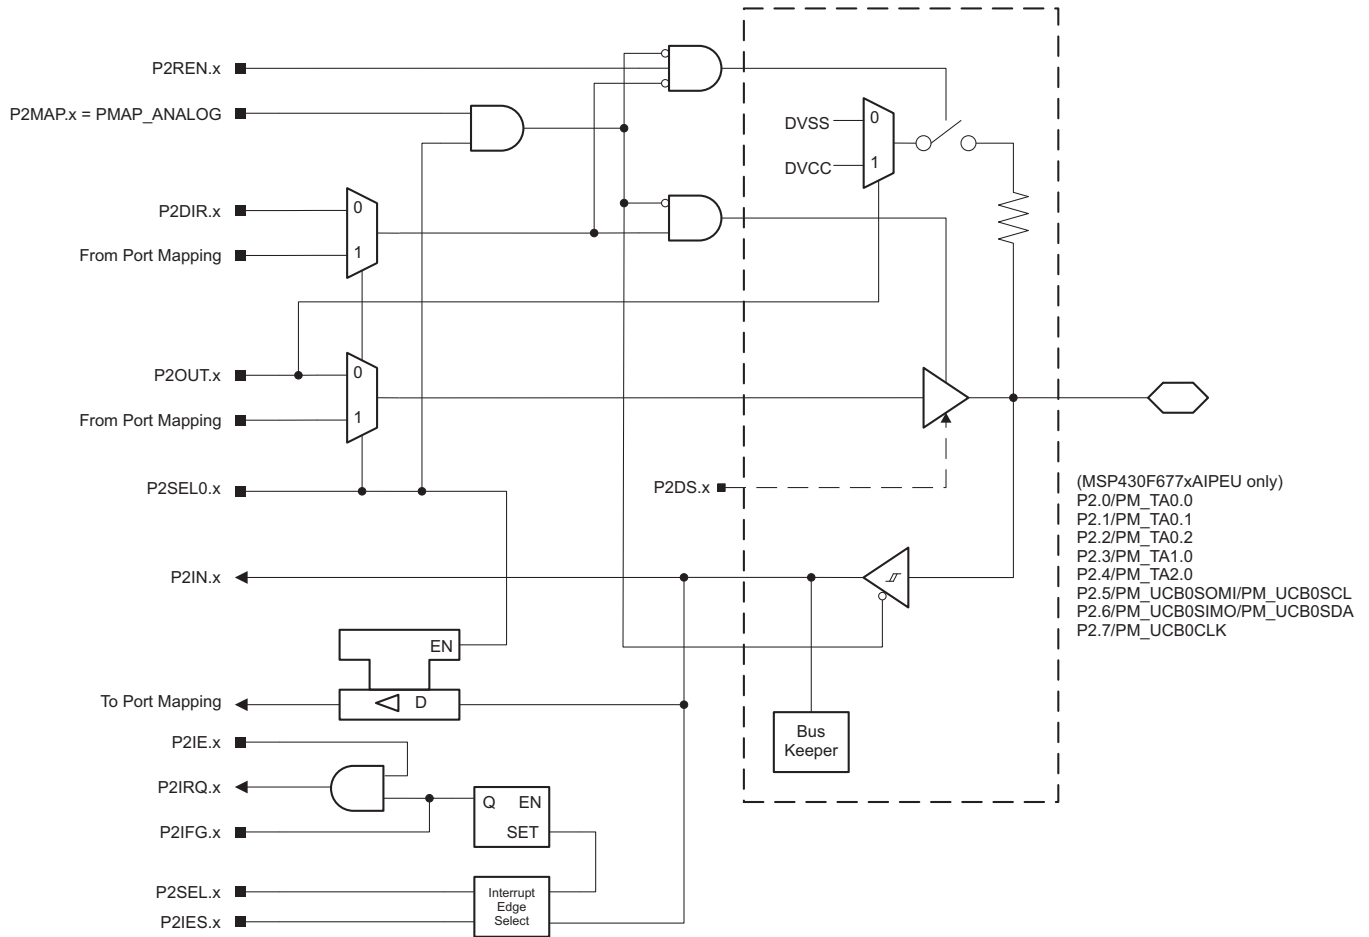 P2REN.x
P2MAP.x = PMAP_ANALOG
DVSS
0
DVCC
1
P2DIR.x
0
From Port Mapping
1
P2OUT.x
0
From Port Mapping
1
P2SEL0.x
P2DS.x
(MSP430F677xAIPEU only)
P2.0/PM_TA0.0
P2.1/PM_TA0.1
P2.2/PM_TA0.2
P2.3/PM_TA1.0
P2.4/PM_TA2.0
P2.5/PM_UCB0SOMI/PM_UCB0SCL
P2.6/PM_UCB0SIMO/PM_UCB0SDA
P2.7/PM_UCB0CLK
P2IN.x
EN
To Port Mapping
D
Bus
Keeper
P2IE.x
P2IRQ.x
Q EN
SET
P2IFG.x
P2SEL.x
P2IES.x
Interrupt
Edge
Select